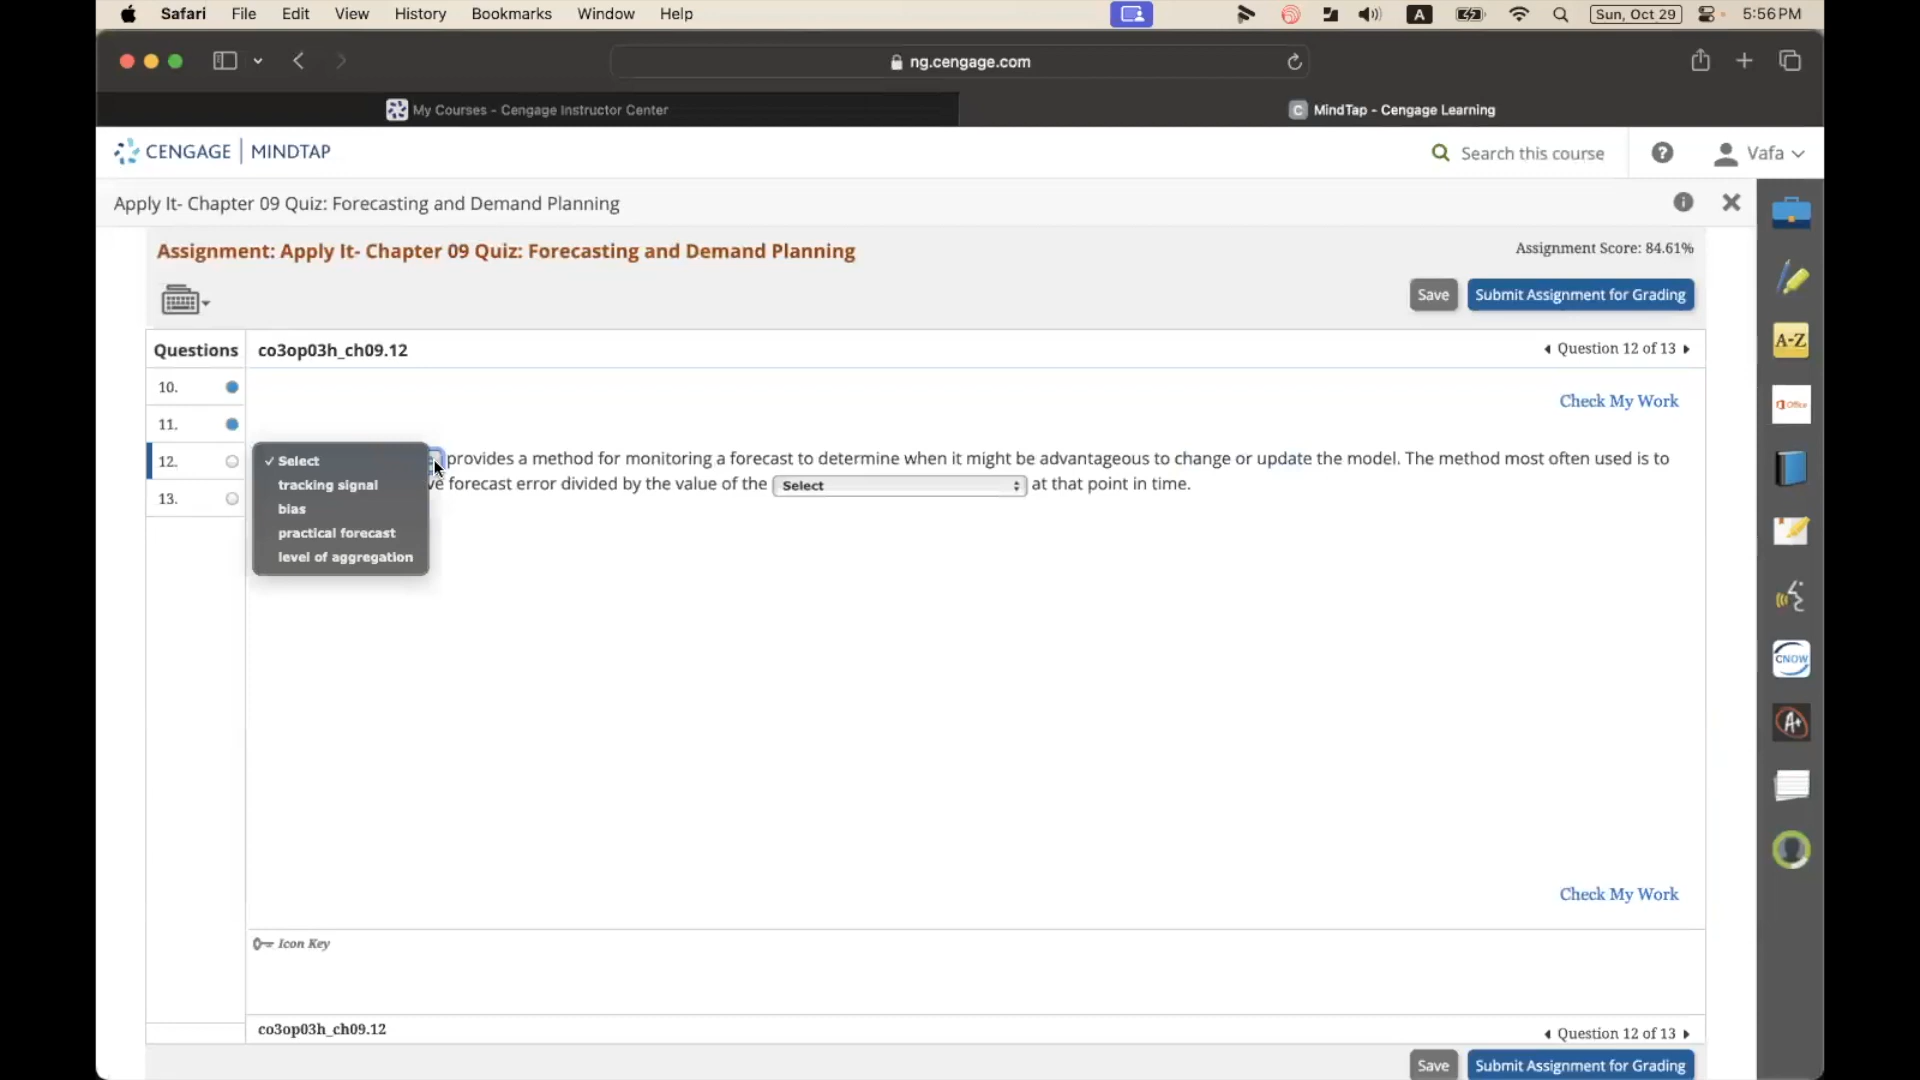 Safari File Edit View History Bookmarks Window Help A Sun, Oct 29 5:56 PM
ng.cengage.com
My Courses - Cengage Instructor Center
C MindTap - Cengage Learning
CENGAGE | MINDTAP
Search this course
? Vafa
Apply It- Chapter 09 Quiz: Forecasting and Demand Planning
Assignment: Apply It- Chapter 09 Quiz: Forecasting and Demand Planning
Assignment Score: 84.61%
Save Submit Assignment for Grading
Questions co3op03h_ch09.12 Question 12 of 13
10.
Check My Work
11.
12. ✓ Select provides a method for monitoring a forecast to determine when it might be advantageous to change or update the model. The method most often used is to
tracking signal ve forecast error divided by the value of the Select at that point in time.
13.
bias
practical forecast
level of aggregation
Check My Work
Icon Key
co3op03h_ch09.12 Question 12 of 13
Save Submit Assignment for Grading
A-Z
Office
CNOW
A+